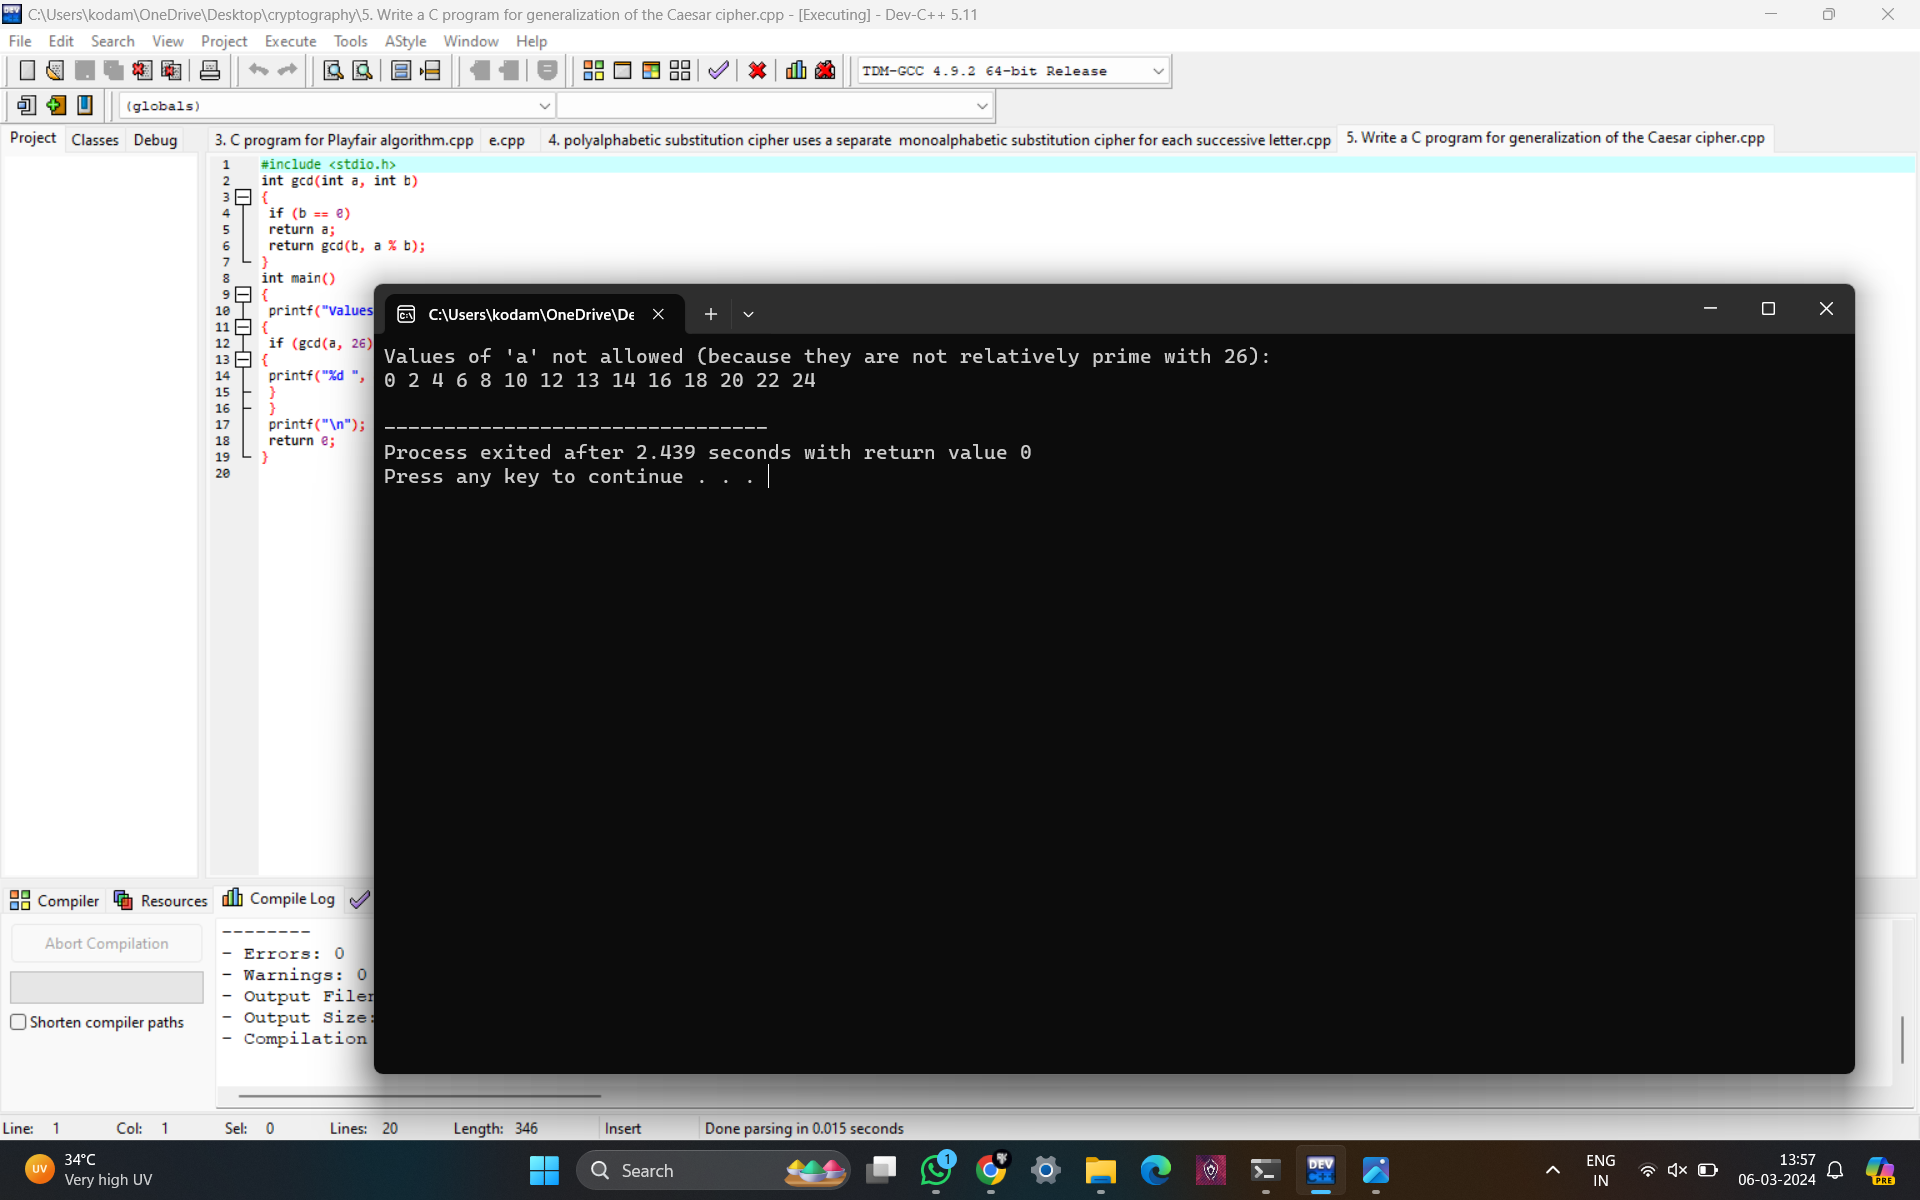 C:\Users\kodam\OneDrive\Desktop\cryptography\5. Write a C program for generalization of the Caesar cipher.cpp - [Executing] - Dev-C++ 5.11
File Edit Search View Project Execute Tools AStyle Window Help
TDM-GCC 4.9.2 64-bit Release
(globals)
Project Classes Debug
3. C program for Playfair algorithm.cpp e.cpp 4. polyalphabetic substitution cipher uses a separate monoalphabetic substitution cipher for each successive letter.cpp 5. Write a C program for generalization of the Caesar cipher.cpp
1 #include <stdio.h>
2 int gcd(int a, int b)
3 {
4 if (b == 0)
5 return a;
6 return gcd(b, a % b);
7 }
8 int main()
9 {
10 printf("Values
11 {
12 if (gcd(a, 26)
13 {
14 printf("%d ",
15 }
16 }
17 printf("\n");
18 return 0;
19 }
20
C:\Users\kodam\OneDrive\De
Values of 'a' not allowed (because they are not relatively prime with 26):
0 2 4 6 8 10 12 13 14 16 18 20 22 24
--------------------------------
Process exited after 2.439 seconds with return value 0
Press any key to continue . . .
Compiler Resources Compile Log
Abort Compilation
Shorten compiler paths
--------
- Errors: 0
- Warnings: 0
- Output Filen
- Output Size:
- Compilation
Line: 1 Col: 1 Sel: 0 Lines: 20 Length: 346 Insert Done parsing in 0.015 seconds
UV
34°C
Very high UV
Search
1
DEV
C++
PRE
ENG
IN
13:57
06-03-2024